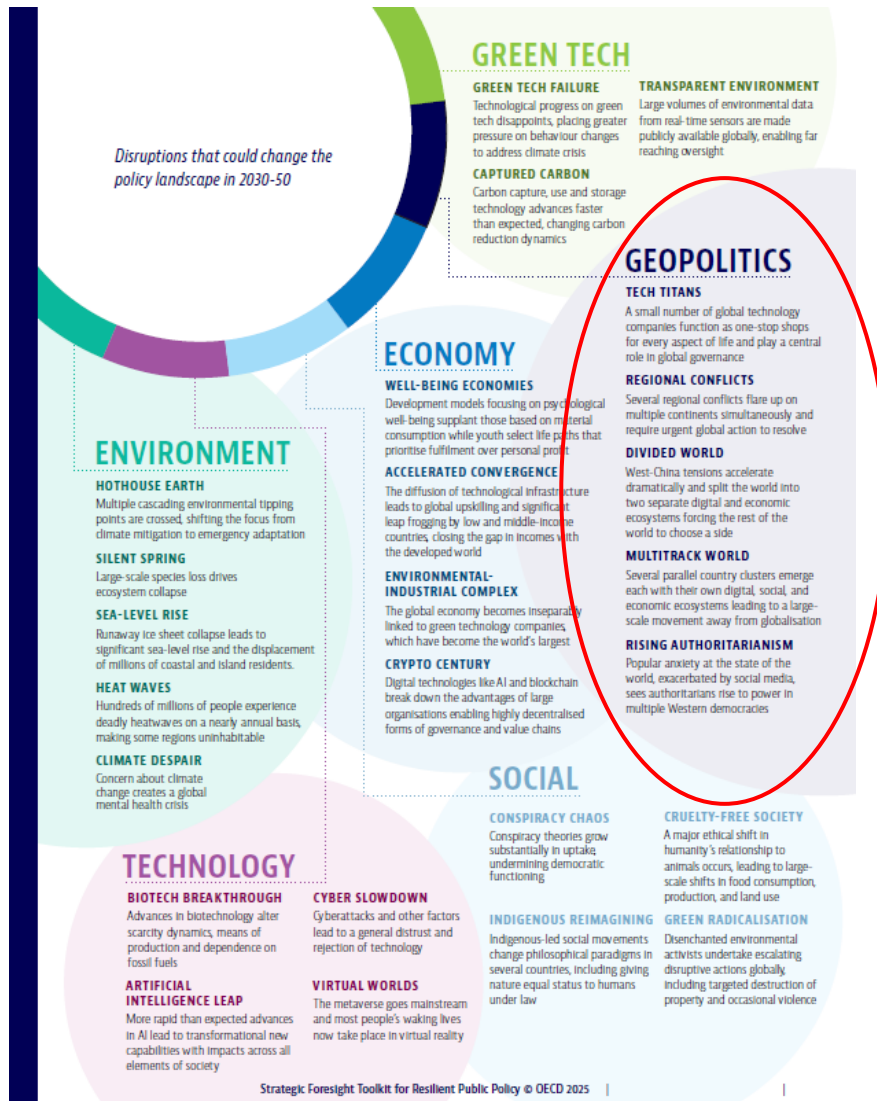 Disruptions that could change the
policy landscape in 2030-50
GREEN TECH
GREEN TECH FAILURE
Technological progress on green
tech disappoints, placing greater
pressure on behaviour changes
to address climate crisis
CAPTURED CARBON
Carbon capture, use and storage
technology advances faster
than expected, changing carbon
reduction dynamics
TRANSPARENT ENVIRONMENT
Large volumes of environmental data
from real-time sensors are made
publicly available globally, enabling far
reaching oversight
GEOPOLITICS
TECH TITANS
A small number of global technology
companies function as one-stop shops
for every aspect of life and play a central
role in global governance
REGIONAL CONFLICTS
Several regional conflicts flare up on
multiple continents simultaneously and
require urgent global action to resolve
DIVIDED WORLD
West-China tensions accelerate
dramatically and split the world into
two separate digital and economic
ecosystems forcing the rest of the
world to choose a side
MULTITRACK WORLD
Several parallel country clusters emerge
each with their own digital, social, and
economic ecosystems leading to a large-
scale movement away from globalisation
RISING AUTHORITARIANISM
Popular anxiety at the state of the
world, exacerbated by social media,
sees authoritarians rise to power in
multiple Western democracies
ECONOMY
WELL-BEING ECONOMIES
Development models focusing on psychological
well-being supplant those based on material
consumption while youth select life paths that
prioritise fulfilment over personal profit
ACCELERATED CONVERGENCE
The diffusion of technological infrastructure
leads to global upskilling and significant
leap frogging by low and middle-income
countries, closing the gap in incomes with
the developed world
ENVIRONMENTAL-
INDUSTRIAL COMPLEX
The global economy becomes inseparably
linked to green technology companies,
which have become the world's largest
CRYPTO CENTURY
Digital technologies like AI and blockchain
break down the advantages of large
organisations enabling highly decentralised
forms of governance and value chains
ENVIRONMENT
HOTHOUSE EARTH
Multiple cascading environmental tipping
points are crossed, shifting the focus from
climate mitigation to emergency adaptation
SILENT SPRING
Large-scale species loss drives
ecosystem collapse
SEA-LEVEL RISE
Runaway ice sheet collapse leads to
significant sea-level rise and the displacement
of millions of coastal and island residents.
HEAT WAVES
Hundreds of millions of people experience
deadly heatwaves on a nearly annual basis,
making some regions uninhabitable
CLIMATE DESPAIR
Concern about climate
change creates a global
mental health crisis
SOCIAL
CONSPIRACY CHAOS
Conspiracy theories grow
substantially in uptake,
undermining democratic
functioning
CRUELTY-FREE SOCIETY
A major ethical shift in
humanity's relationship to
animals occurs, leading to large-
scale shifts in food consumption,
production, and land use
INDIGENOUS REIMAGINING
Indigenous-led social movements
change philosophical paradigms in
several countries, including giving
nature equal status to humans
under law
GREEN RADICALISATION
Disenchanted environmental
activists undertake escalating
disruptive actions globally,
including targeted destruction of
property and occasional violence
TECHNOLOGY
BIOTECH BREAKTHROUGH
Advances in biotechnology alter
scarcity dynamics, means of
production and dependence on
fossil fuels
ARTIFICIAL
INTELLIGENCE LEAP
More rapid than expected advances
in AI lead to transformational new
capabilities with impacts across all
elements of society
CYBER SLOWDOWN
Cyberattacks and other factors
lead to a general distrust and
rejection of technology
VIRTUAL WORLDS
The metaverse goes mainstream
and most people's waking lives
now take place in virtual reality
Strategic Foresight Toolkit for Resilient Public Policy © OECD 2025 | |